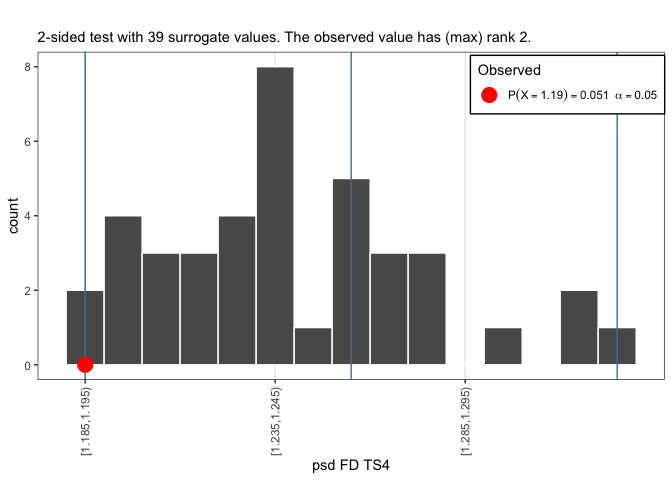 2-sided test with 39 surrogate values. The observed value has (max) rank 2.
Observed
P(X = 1.19) = 0.051 α = 0.05
8
6
4
2
0
count
[1.185,1.195)
[1.235,1.245)
[1.285,1.295)
psd FD TS4